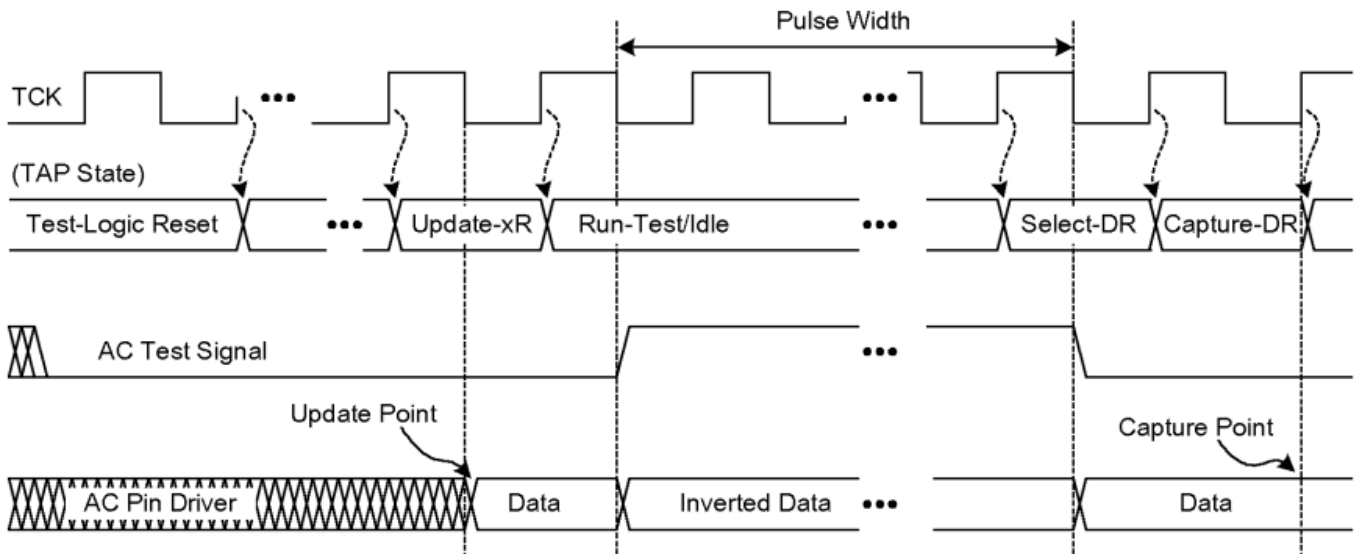 Pulse Width
TCK
(TAP State)
Test-Logic Reset
Update-xR
Run-Test/Idle
Select-DR
Capture-DR
AC Test Signal
Update Point
Capture Point
AC Pin Driver
Data
Inverted Data
Data